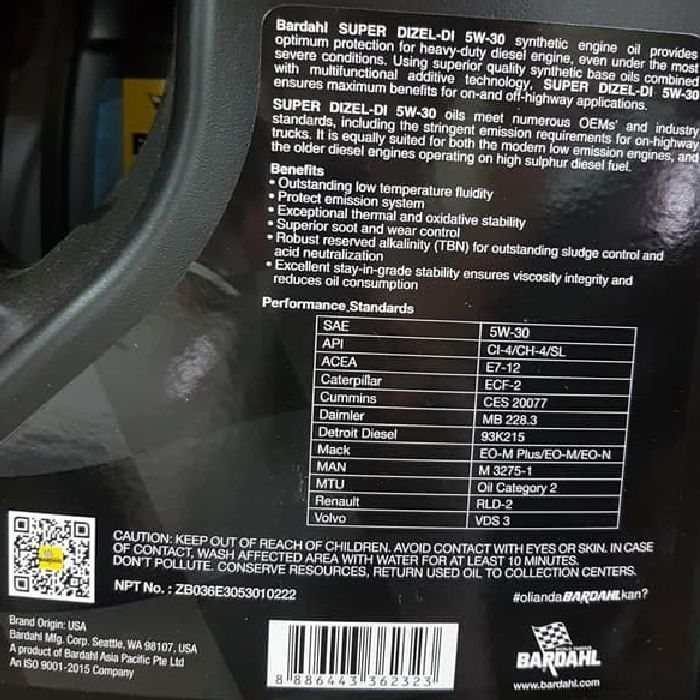 Bardahl SUPER DIZEL-DI 5W-30 synthetic engine oil provides
optimum protection for heavy-duty diesel engine, even under the most
severe conditions. Using superior quality synthetic base oils combined
with multifunctional additive technology, SUPER DIZEL-DI 5W-30
ensures maximum benefits for on-and off-highway applications.
SUPER DIZEL-DI 5W-30 oils meet numerous OEMs' and industry
standards, including the stringent emission requirements for on-highway
trucks. It is equally suited for both the modern low emission engines, and
the older diesel engines operating on high sulphur diesel fuel.
Benefits
• Outstanding low temperature fluidity
• Protect emission system
• Exceptional thermal and oxidative stability
• Superior soot and wear control
• Robust reserved alkalinity (TBN) for outstanding sludge control and
acid neutralization
• Excellent stay-in-grade stability ensures viscosity integrity and
reduces oil consumption
Performance Standards
SAE 5W-30
API CI-4/CH-4/SL
ACEA E7-12
Caterpillar ECF-2
Cummins CES 20077
Daimler MB 228.3
Detroit Diesel 93K215
Mack EO-M Plus/EO-M/EO-N
MAN M 3275-1
MTU Oil Category 2
Renault RLD-2
Volvo VDS 3
CAUTION: KEEP OUT OF REACH OF CHILDREN. AVOID CONTACT WITH EYES OR SKIN. IN CASE
OF CONTACT, WASH AFFECTED AREA WITH WATER FOR AT LEAST 10 MINUTES.
DON'T POLLUTE. CONSERVE RESOURCES, RETURN USED OIL TO COLLECTION CENTERS.
NPT No. : ZB036E3053010222
#oliandaBARDAHLkan?
Brand Origin: USA
Bardahl Mfg. Corp. Seattle, WA 98107, USA
A product of Bardahl Asia Pacific Pte Ltd
An ISO 9001-2015 Company
8 886443 362323
BARDAHL
www.bardahl.com